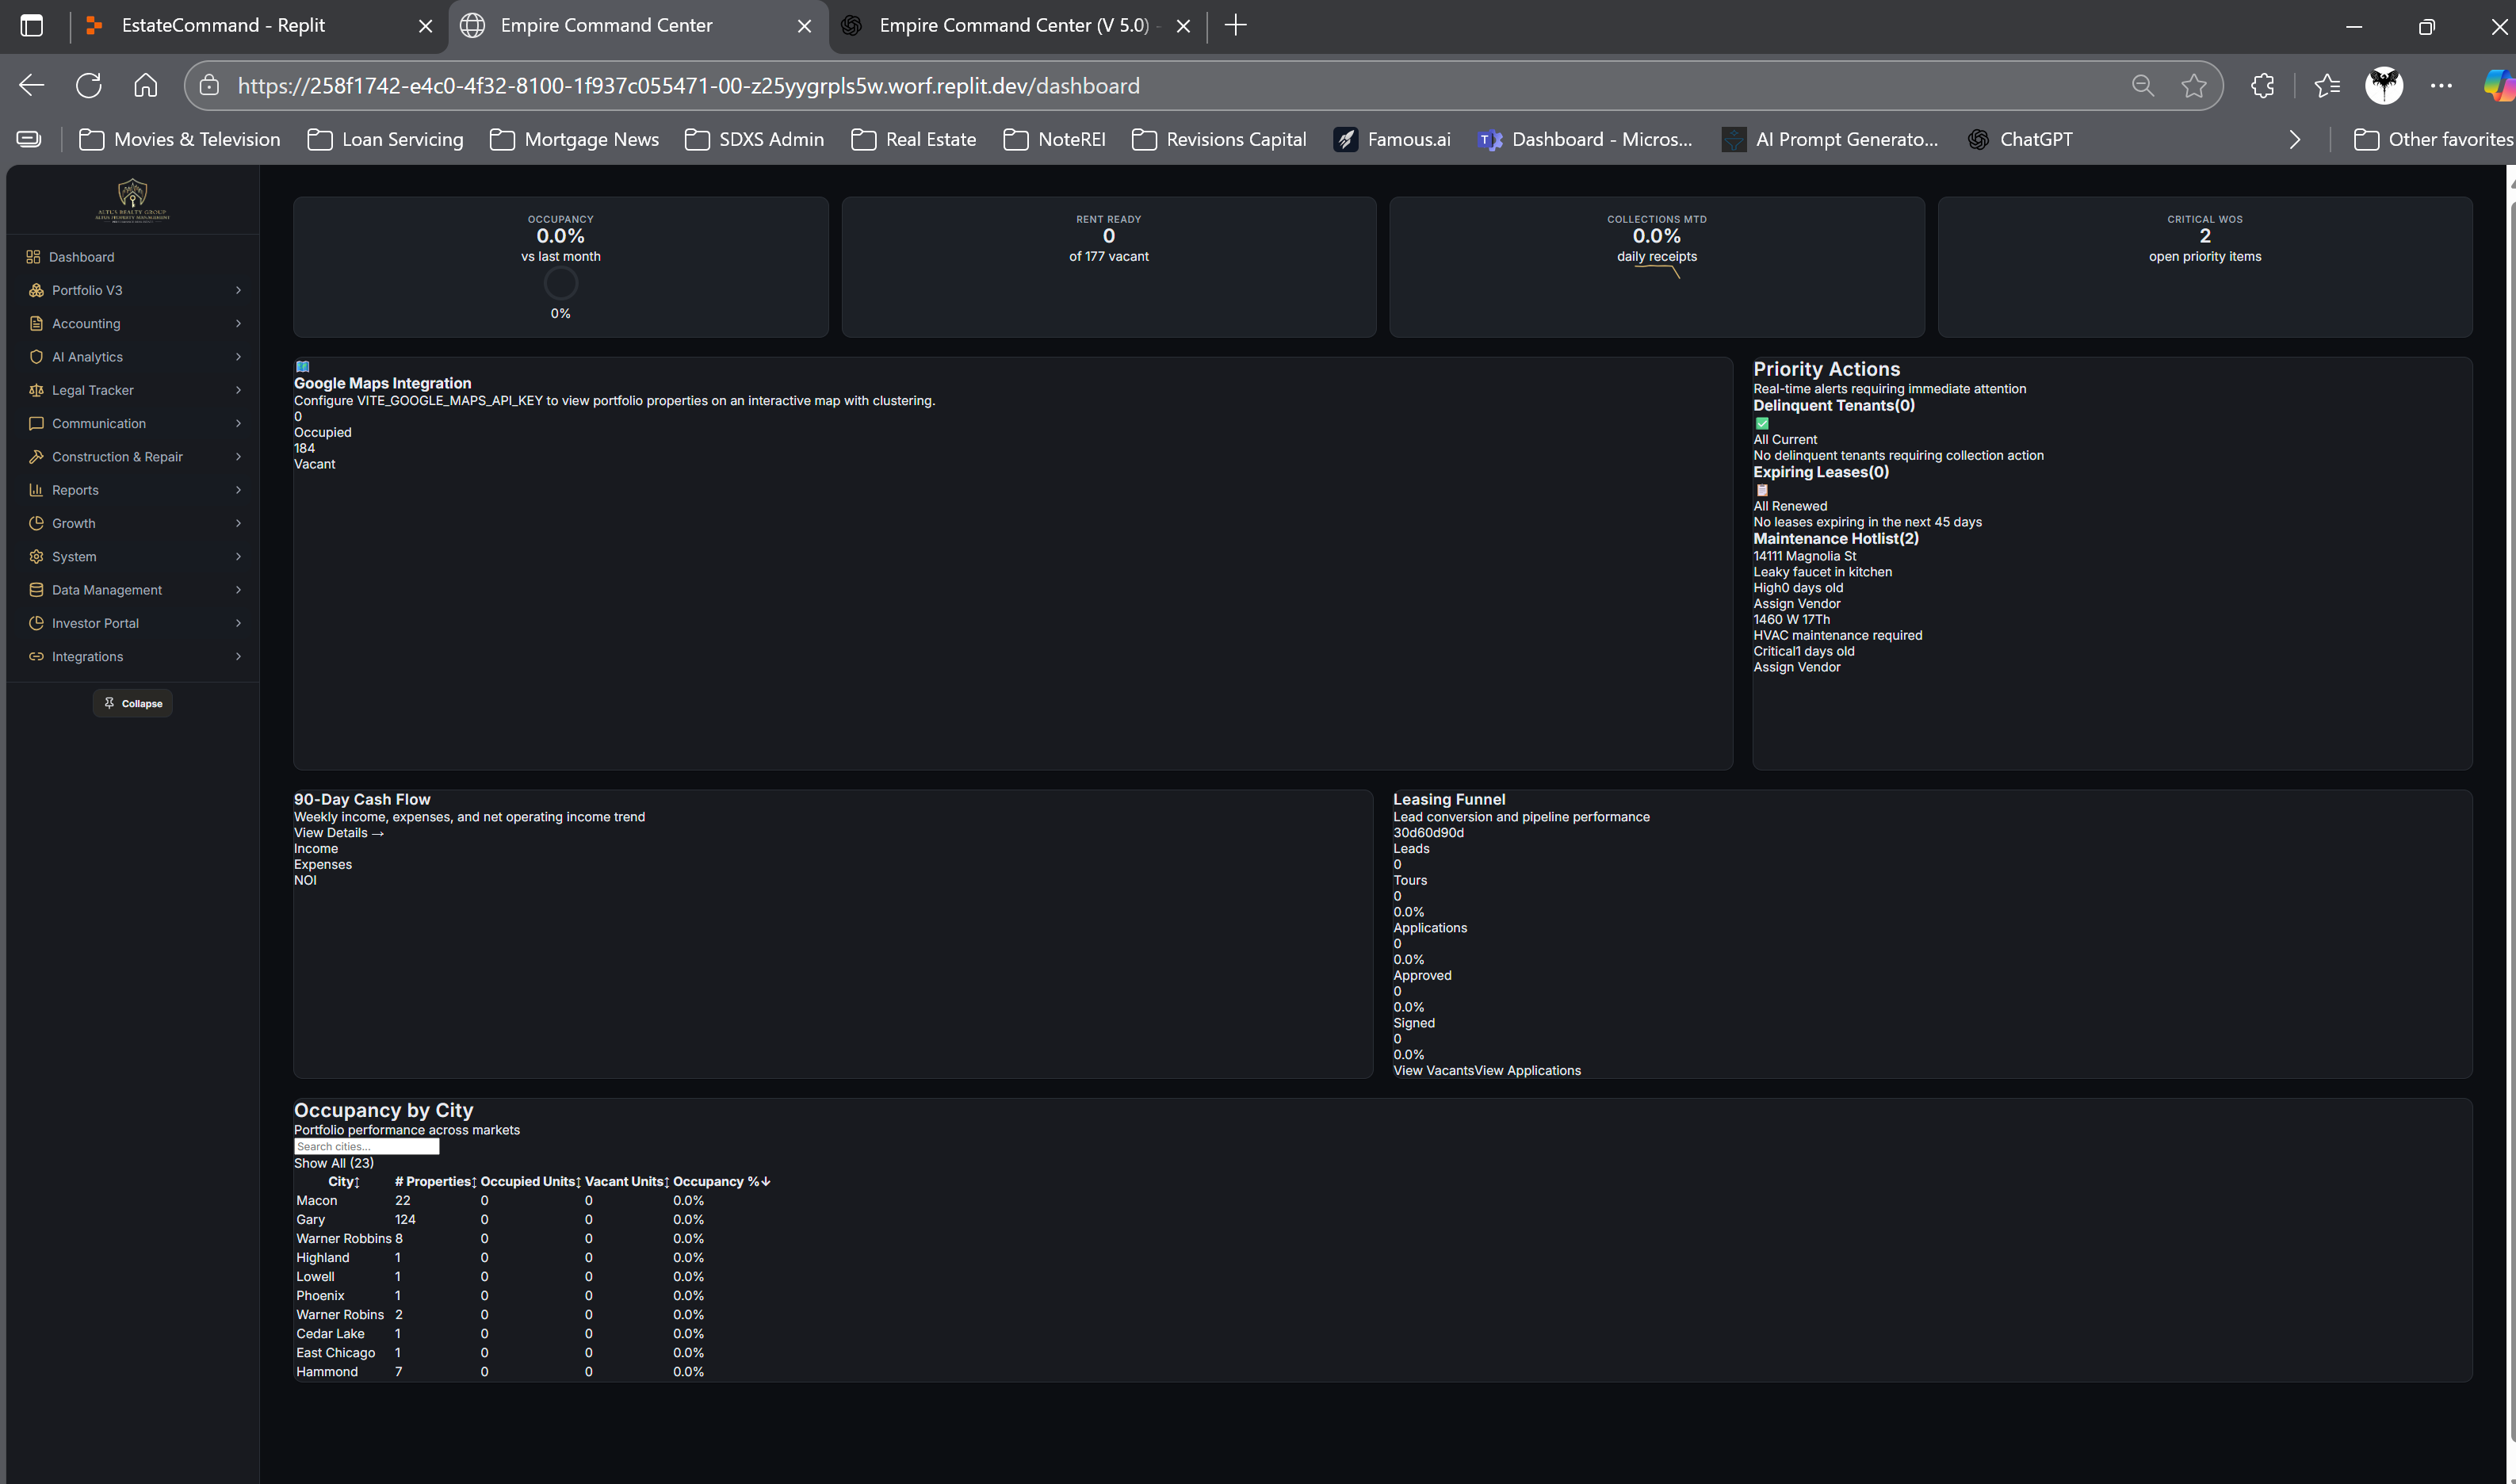 EstateCommand - Replit
Empire Command Center
Empire Command Center (V 5.0) -
https://258f1742-e4c0-4f32-8100-1f937c055471-00-z25yygrpls5w.worf.replit.dev/dashboard
Movies & Television
Loan Servicing
Mortgage News
SDXS Admin
Real Estate
NoteREI
Revisions Capital
Famous.ai
Dashboard - Micros...
AI Prompt Generato...
ChatGPT
Other favorites
ALTUS REALTY GROUP
ALTUS PROPERTY MANAGEMENT
Dashboard
Portfolio V3
Accounting
AI Analytics
Legal Tracker
Communication
Construction & Repair
Reports
Growth
System
Data Management
Investor Portal
Integrations
Collapse
OCCUPANCY
0.0%
vs last month
0%
RENT READY
0
of 177 vacant
COLLECTIONS MTD
0.0%
daily receipts
CRITICAL WOS
2
open priority items
Google Maps Integration
Configure VITE_GOOGLE_MAPS_API_KEY to view portfolio properties on an interactive map with clustering.
0
Occupied
184
Vacant
Priority Actions
Real-time alerts requiring immediate attention
Delinquent Tenants(0)
All Current
No delinquent tenants requiring collection action
Expiring Leases(0)
All Renewed
No leases expiring in the next 45 days
Maintenance Hotlist(2)
14111 Magnolia St
Leaky faucet in kitchen
High0 days old
Assign Vendor
1460 W 17Th
HVAC maintenance required
Critical1 days old
Assign Vendor
90-Day Cash Flow
Weekly income, expenses, and net operating income trend
View Details →
Income
Expenses
NOI
Leasing Funnel
Lead conversion and pipeline performance
30d60d90d
Leads
0
Tours
0
0.0%
Applications
0
0.0%
Approved
0
0.0%
Signed
0
0.0%
View VacantsView Applications
Occupancy by City
Portfolio performance across markets
Search cities...
Show All (23)
City↕ # Properties↕ Occupied Units↕ Vacant Units↕ Occupancy %↓
Macon 22 0 0 0.0%
Gary 124 0 0 0.0%
Warner Robbins 8 0 0 0.0%
Highland 1 0 0 0.0%
Lowell 1 0 0 0.0%
Phoenix 1 0 0 0.0%
Warner Robins 2 0 0 0.0%
Cedar Lake 1 0 0 0.0%
East Chicago 1 0 0 0.0%
Hammond 7 0 0 0.0%